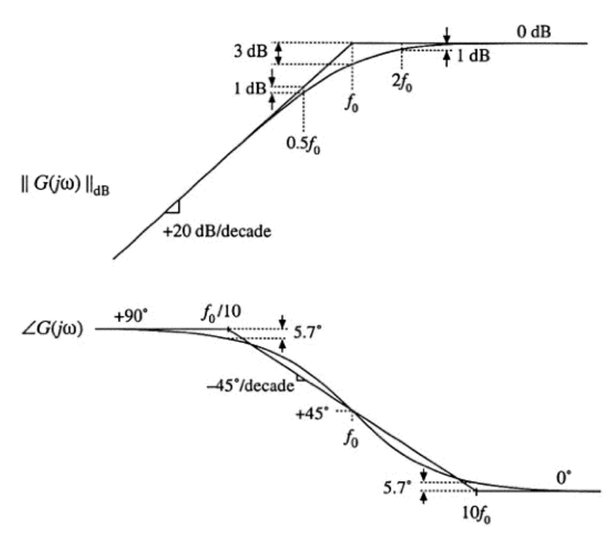 0 dB
3 dB
1 dB
1 dB
2f₀
f₀
0.5f₀
‖ G(jω) ‖dB
+20 dB/decade
+90°
f₀/10
∠G(jω)
5.7°
–45°/decade
+45°
f₀
5.7°
0°
10f₀